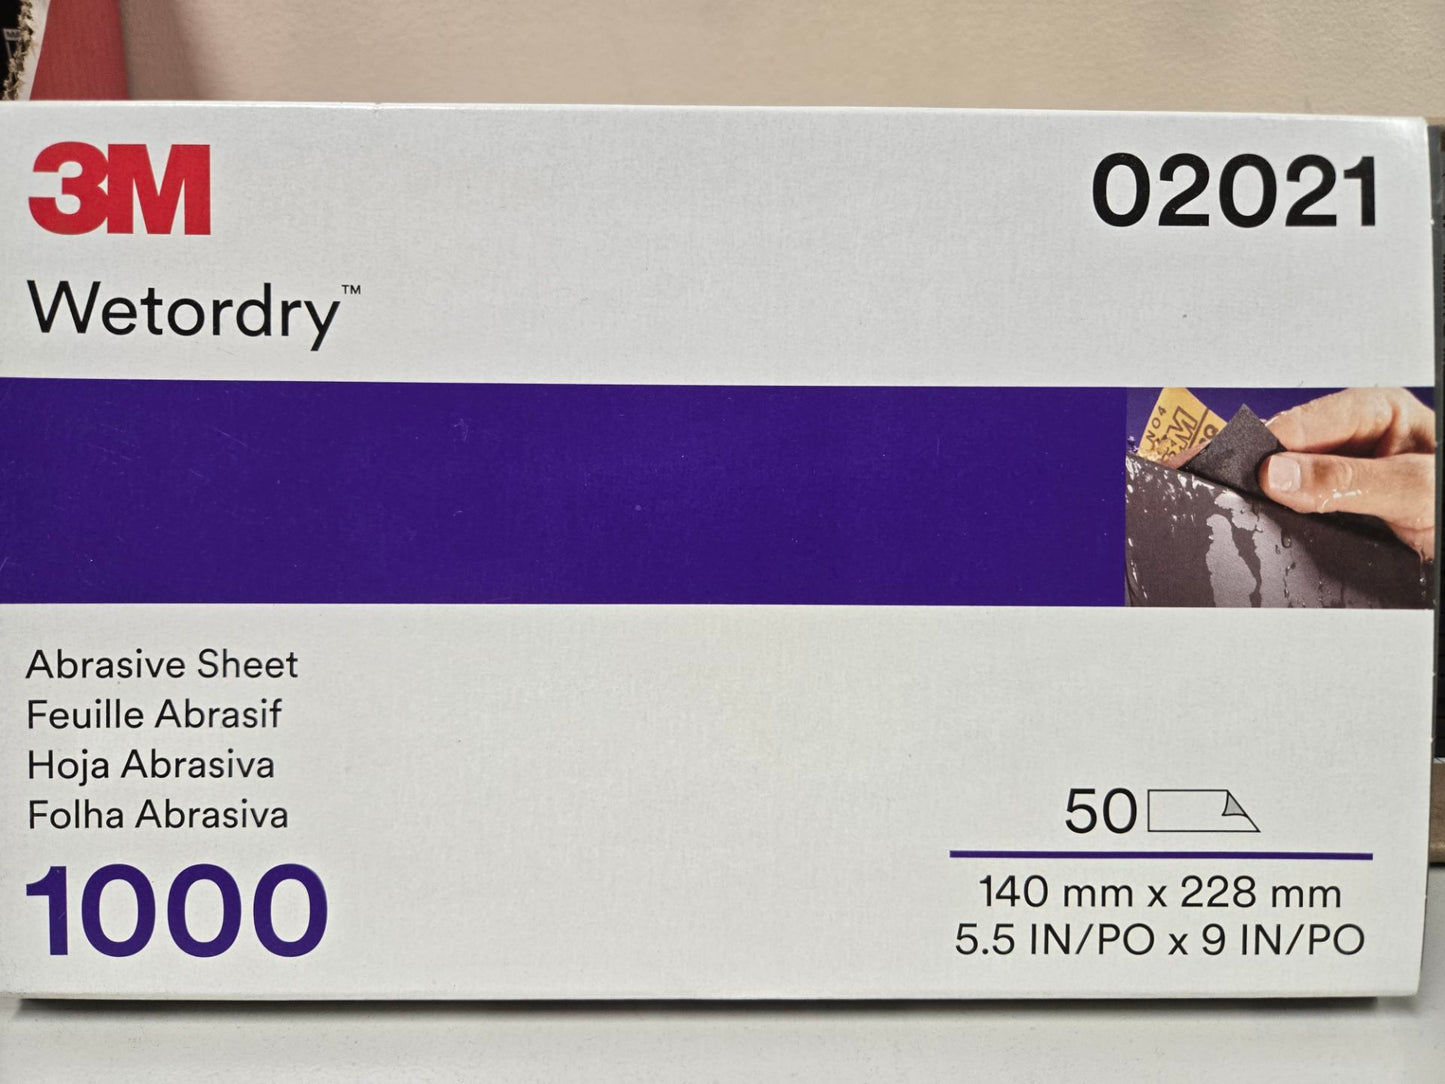 3M
02021
Wetordry™
Abrasive Sheet
Feuille Abrasif
Hoja Abrasiva
Folha Abrasiva
1000
50
140 mm x 228 mm
5.5 IN/PO x 9 IN/PO